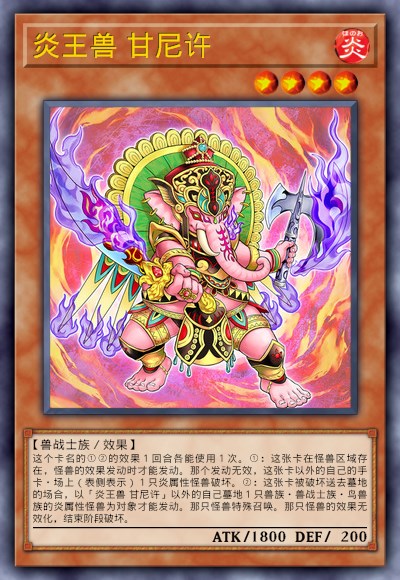 炎王兽 甘尼许
ほのお
炎
【兽战士族／效果】
这个卡名的①②的效果1回合各能使用1次。①：这张卡在怪兽区域存
在，怪兽的效果发动时才能发动。那个发动无效，这张卡以外的自己的手
卡·场上（表侧表示）1只炎属性怪兽破坏。②：这张卡被破坏送去墓地
的场合，以「炎王兽 甘尼许」以外的自己墓地1只兽族·兽战士族·鸟兽
族的炎属性怪兽为对象才能发动。那只怪兽特殊召唤。那只怪兽的效果无
效化，结束阶段破坏。
ATK/1800 DEF/ 200